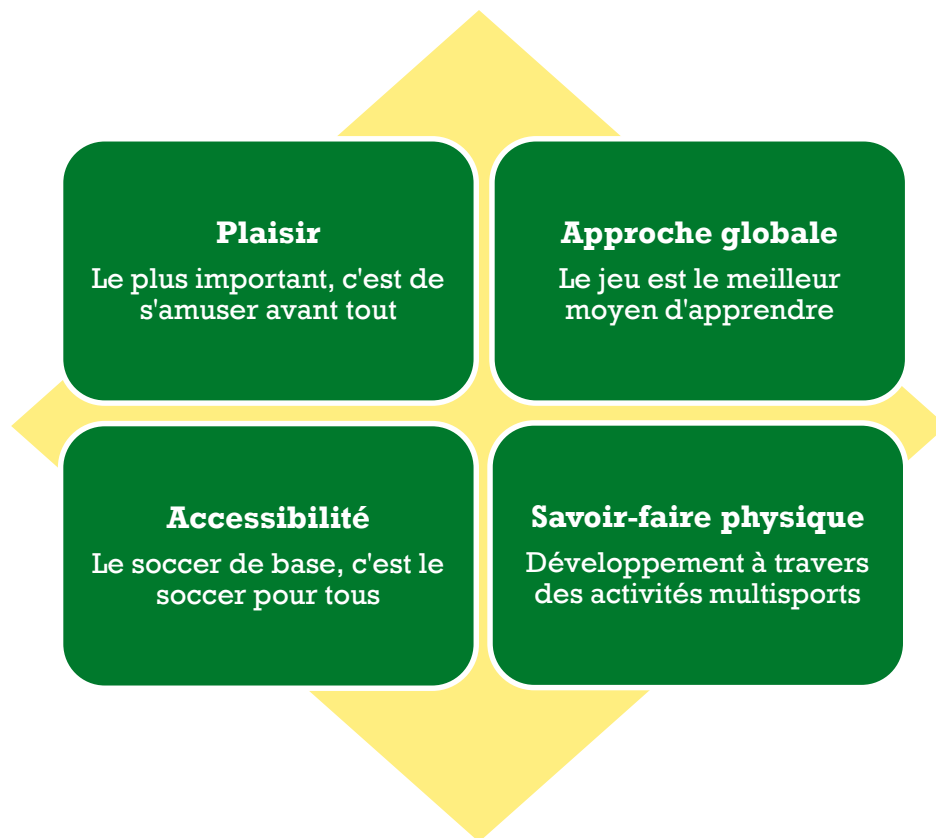 Plaisir
Le plus important, c'est de
s'amuser avant tout
Approche globale
Le jeu est le meilleur
moyen d'apprendre
Accessibilité
Le soccer de base, c'est le
soccer pour tous
Savoir-faire physique
Développement à travers
des activités multisports